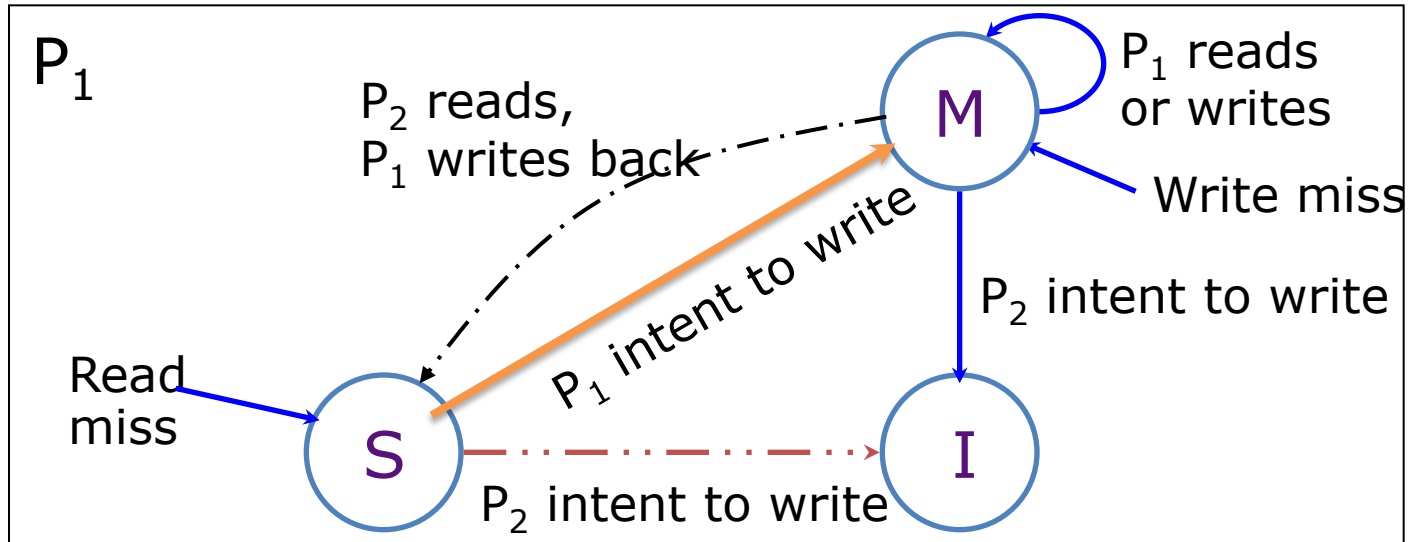 P₁
P₂ reads,
P₁ writes back
M
P₁ reads
or writes
Write miss
P₁ intent to write
P₂ intent to write
Read
miss
S
I
P₂ intent to write